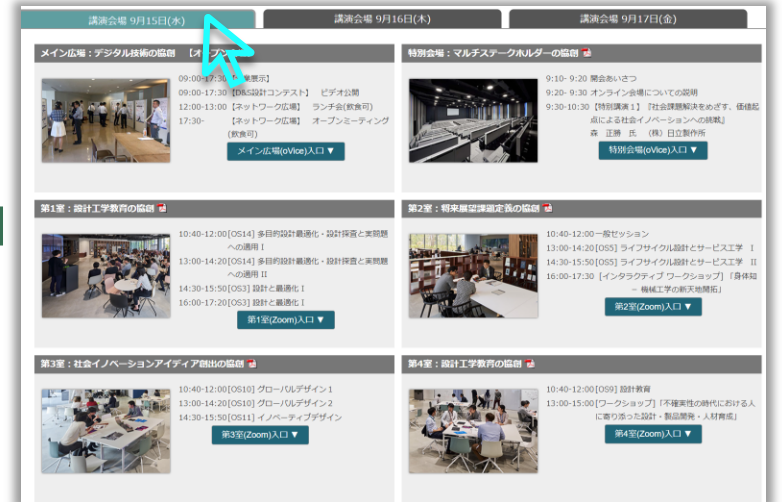 講演会場 9月15日(水)
講演会場 9月16日(木)
講演会場 9月17日(金)
メイン広場：デジタル技術の協創 【オープン
09:00-17:30
09:00-17:30【D&S設計コンテスト】 ビデオ公開
12:00-13:00【ネットワーク広場】 ランチ会(飲食可)
17:30- 【ネットワーク広場】 オープンミーティング
(飲食可)
メイン広場(oVice)入口 ▼
特別会場：マルチステークホルダーの協創
9:10- 9:20 開会あいさつ
9:20- 9:30 オンライン会場についての説明
9:30-10:30【特別講演１】『社会課題解決をめざす、価値起
点による社会イノベーションへの挑戦』
森 正勝 氏 (株) 日立製作所
特別会場(oVice)入口 ▼
第1室：設計工学教育の協創
10:40-12:00[OS14] 多目的設計最適化・設計探査と実問題
への適用 I
13:00-14:20[OS14] 多目的設計最適化・設計探査と実問題
への適用 II
14:30-15:50[OS3] 設計と最適化 I
16:00-17:20[OS3] 設計と最適化 I
第1室(Zoom)入口 ▼
第2室：将来展望課題定義の協創
10:40-12:00 一般セッション
13:00-14:20[OS5] ライフサイクル設計とサービス工学 I
14:30-15:50[OS5] ライフサイクル設計とサービス工学 II
16:00-17:30 [インタラクティブ ワークショップ] 「身体知
－ 機械工学の新天地開拓」
第2室(Zoom)入口 ▼
第3室：社会イノベーションアイディア創出の協創
10:40-12:00[OS10] グローバルデザイン１
13:00-14:20[OS10] グローバルデザイン２
14:30-15:50[OS11] イノベーティブデザイン
第3室(Zoom)入口 ▼
第4室：設計工学教育の協創
10:40-12:00[OS9] 設計教育
13:00-15:00[ワークショップ]「不確実性の時代における人
に寄り添った設計・製品開発・人材育成」
第4室(Zoom)入口 ▼